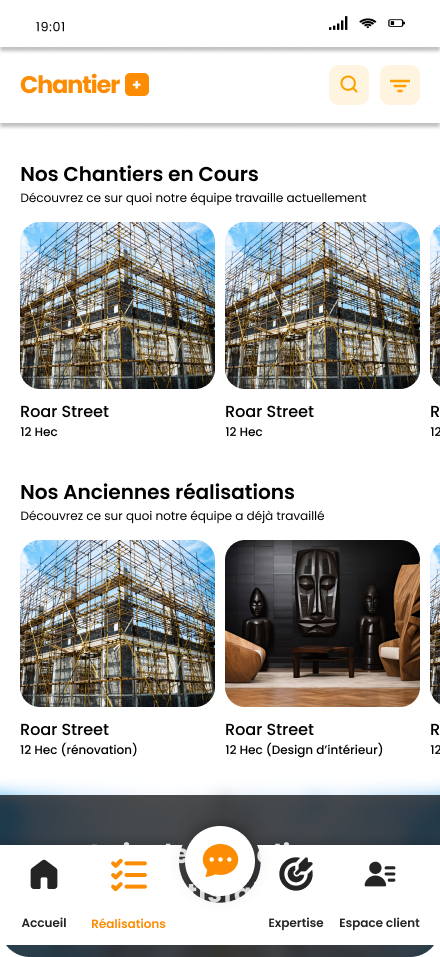 19:01
Chantier
Nos Chantiers en Cours
Découvrez ce sur quoi notre équipe travaille actuellement
Roar Street
Roar Street
R
12 Hec
12 Hec
12
Nos Anciennes réalisations
Découvrez ce sur quoi notre équipe a déjà travaillé
Roar Street
Roar Street
R
12 Hec (rénovation)
12 Hec (Design d'intérieur)
12
Accueil
Réalisations
Expertise
Espace client